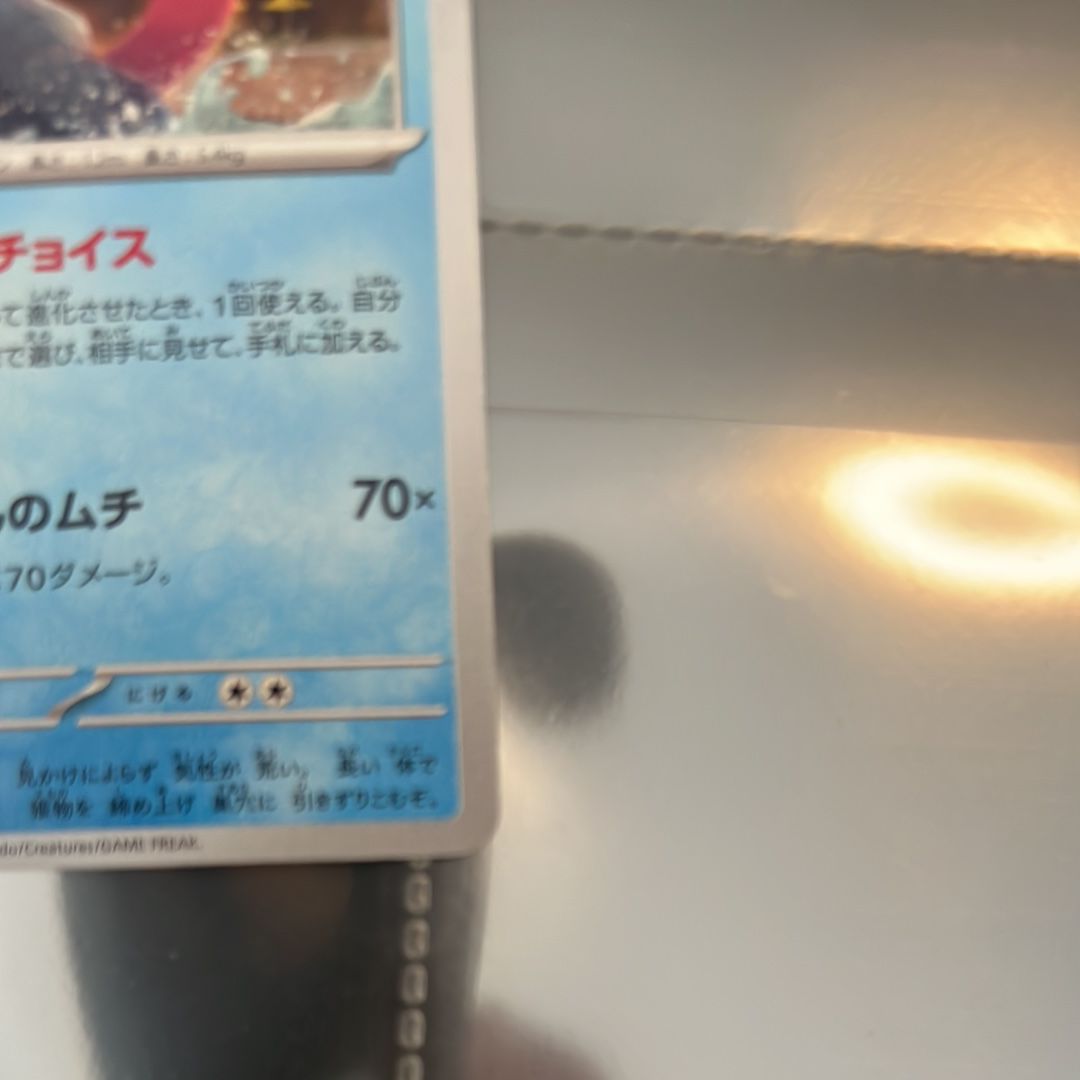 チョイス
て進化させたとき、1回使える。自分
で選び、相手に見せて、手札に加える。
のムチ 70×
70ダメージ。
にげる
見かけによらず 気性が 荒い。 長い 体で
獲物を 締め上げ 巣穴に 引きずりこむぞ。
do/Creatures/GAME FREAK.